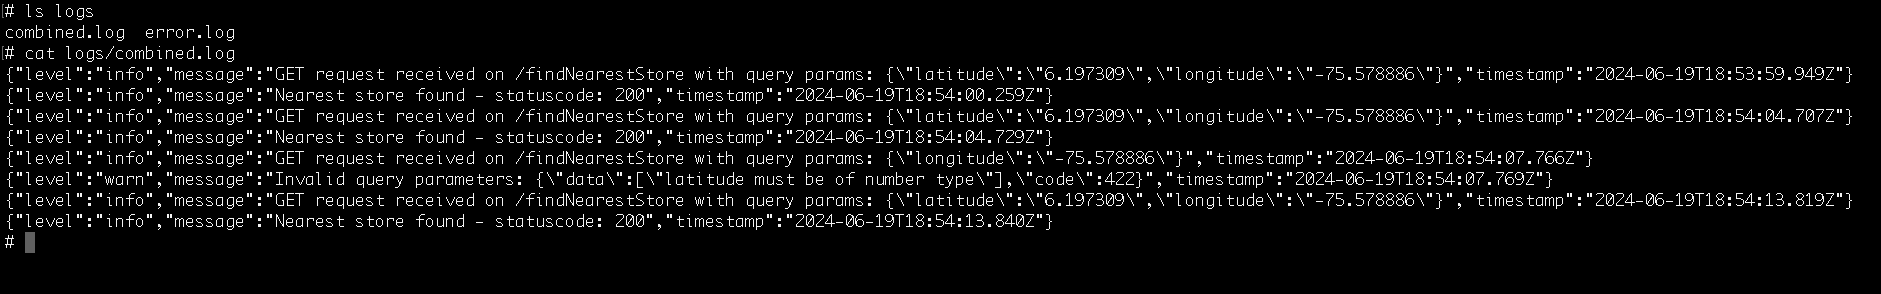 # ls logs
combined.log  error.log
# cat logs/combined.log
{"level":"info","message":"GET request received on /findNearestStore with query params: {\"latitude\":\"6.197309\",\"longitude\":\"-75.578886\"}","timestamp":"2024-06-19T18:53:59.949Z"}
{"level":"info","message":"Nearest store found - statuscode: 200","timestamp":"2024-06-19T18:54:00.259Z"}
{"level":"info","message":"GET request received on /findNearestStore with query params: {\"latitude\":\"6.197309\",\"longitude\":\"-75.578886\"}","timestamp":"2024-06-19T18:54:04.707Z"}
{"level":"info","message":"Nearest store found - statuscode: 200","timestamp":"2024-06-19T18:54:04.729Z"}
{"level":"info","message":"GET request received on /findNearestStore with query params: {\"longitude\":\"-75.578886\"}","timestamp":"2024-06-19T18:54:07.766Z"}
{"level":"warn","message":"Invalid query parameters: {\"data\":[\"latitude must be of number type\"],\"code\":422}","timestamp":"2024-06-19T18:54:07.769Z"}
{"level":"info","message":"GET request received on /findNearestStore with query params: {\"latitude\":\"6.197309\",\"longitude\":\"-75.578886\"}","timestamp":"2024-06-19T18:54:13.819Z"}
{"level":"info","message":"Nearest store found - statuscode: 200","timestamp":"2024-06-19T18:54:13.840Z"}
#